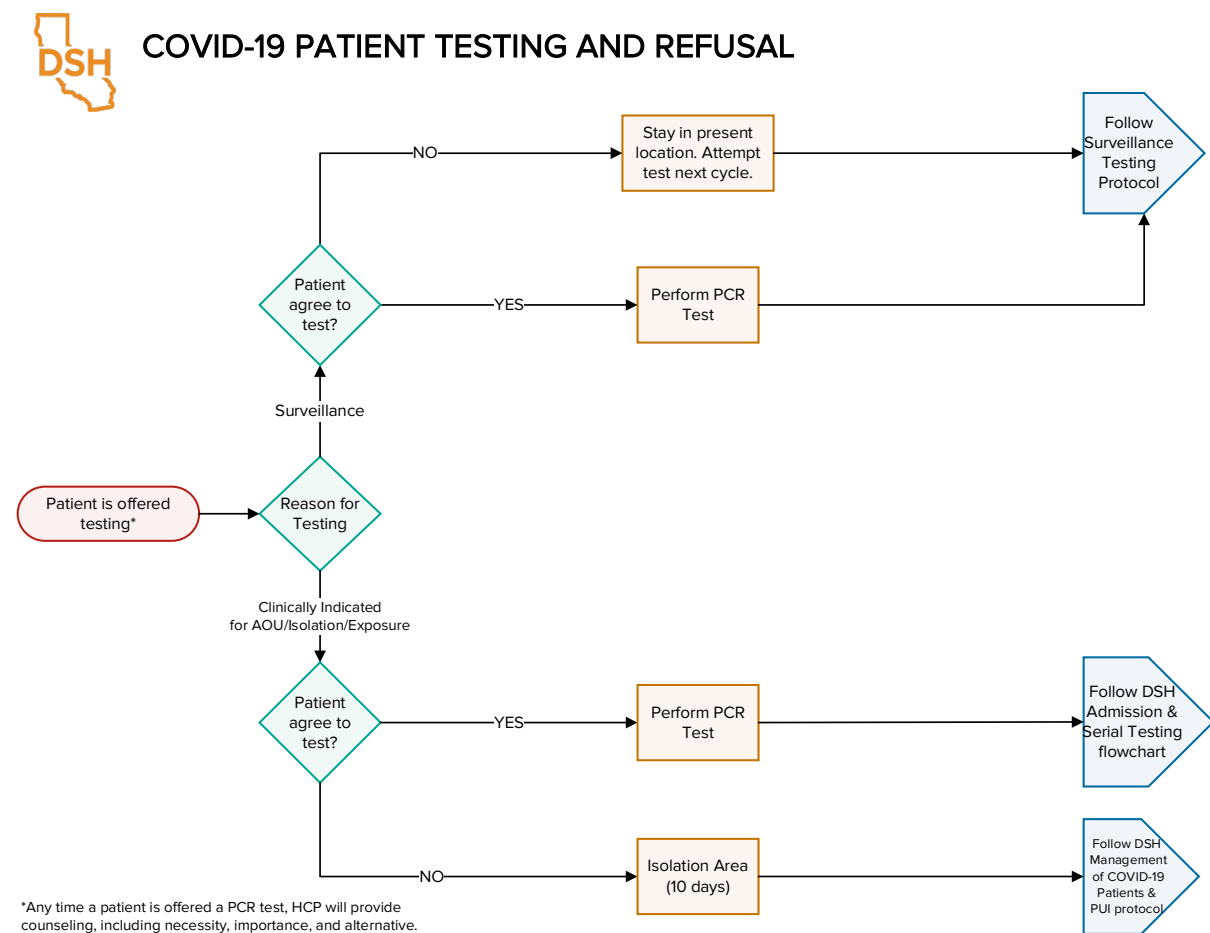 DSH
COVID-19 PATIENT TESTING AND REFUSAL
Stay in present
location. Attempt
test next cycle.
Follow
Surveillance
Testing
Protocol
NO
Patient
agree to
test?
YES
Perform PCR
Test
Surveillance
Patient is offered
testing*
Reason for
Testing
Clinically Indicated
for AOU/Isolation/Exposure
Patient
agree to
test?
YES
Perform PCR
Test
Follow DSH
Admission &
Serial Testing
flowchart
NO
Isolation Area
(10 days)
Follow DSH
Management
of COVID-19
Patients &
PUI protocol
*Any time a patient is offered a PCR test, HCP will provide
counseling, including necessity, importance, and alternative.